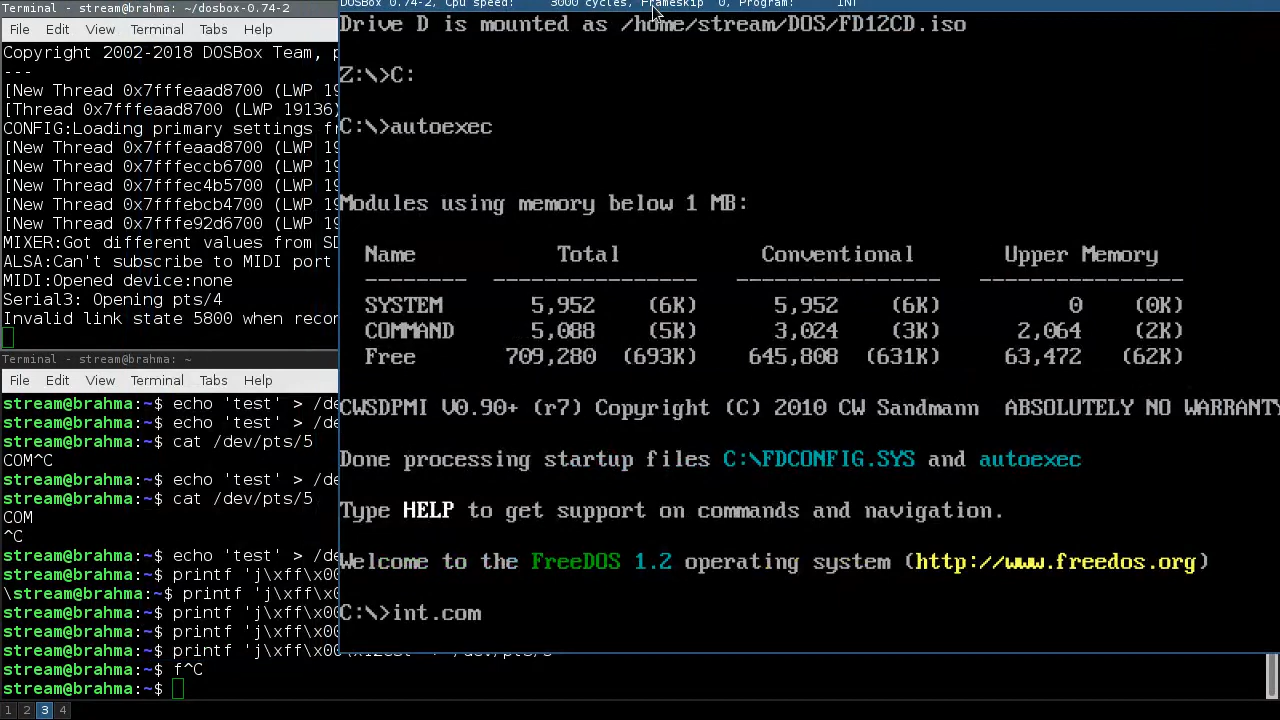 Terminal - stream@brahma: ~/dosbox-0.74-2
File Edit View Terminal Tabs Help
Copyright 2002-2018 DOSBox Team, p
---
[New Thread 0x7fffeaad8700 (LWP 19
[Thread 0x7fffeaad8700 (LWP 19136)
CONFIG:Loading primary settings fr
[New Thread 0x7fffeaad8700 (LWP 19
[New Thread 0x7fffeccb6700 (LWP 19
[New Thread 0x7fffec4b5700 (LWP 19
[New Thread 0x7fffebcb4700 (LWP 19
[New Thread 0x7fffe92d6700 (LWP 19
MIXER:Got different values from SD
ALSA:Can't subscribe to MIDI port
MIDI:Opened device:none
Serial3: Opening pts/4
Invalid link state 5800 when recon
Terminal - stream@brahma: ~
File Edit View Terminal Tabs Help
stream@brahma:~$ echo 'test' > /de
stream@brahma:~$ cat /dev/pts/5
COM^C
stream@brahma:~$ echo 'test' > /de
stream@brahma:~$ cat /dev/pts/5
COM
^C
stream@brahma:~$ echo 'test' > /de
stream@brahma:~$ printf 'j\xff\x00
\stream@brahma:~$ printf 'j\xff\x0
stream@brahma:~$ printf 'j\xff\x00
stream@brahma:~$ printf 'j\xff\x00
stream@brahma:~$ printf 'j\xff\x00
stream@brahma:~$ f^C
stream@brahma:~$
DOSBox 0.74-2, Cpu speed: 3000 cycles, Frameskip 0, Program: INT
Drive D is mounted as /home/stream/DOS/FD12CD.iso
Z:\>C:
C:\>autoexec
Modules using memory below 1 MB:
Name Total Conventional Upper Memory
-------- ---------------- ---------------- ----------------
SYSTEM 5,952 (6K) 5,952 (6K) 0 (0K)
COMMAND 5,088 (5K) 3,024 (3K) 2,064 (2K)
Free 709,280 (693K) 645,808 (631K) 63,472 (62K)
CWSDPMI V0.90+ (r7) Copyright (C) 2010 CW Sandmann ABSOLUTELY NO WARRANTY
Done processing startup files C:\FDCONFIG.SYS and autoexec
Type HELP to get support on commands and navigation.
Welcome to the FreeDOS 1.2 operating system (http://www.freedos.org)
C:\>int.com
1 2 3 4